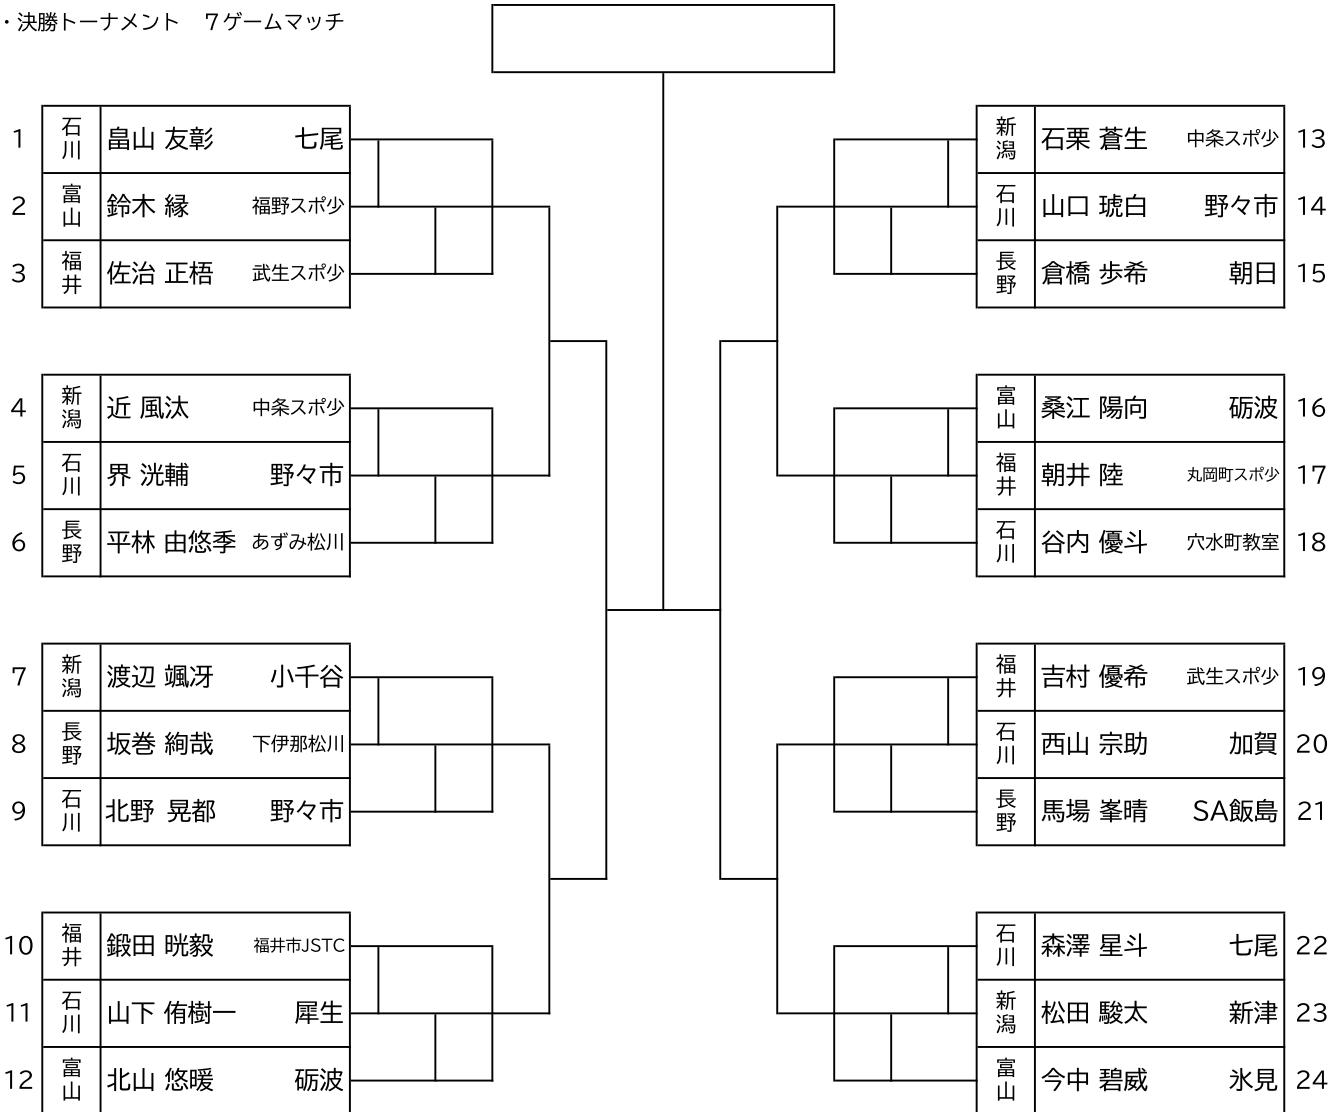 ・決勝トーナメント　７ゲームマッチ
1 石川 畠山 友彰 七尾
2 富山 鈴木 縁 福野スポ少
3 福井 佐治 正梧 武生スポ少
4 新潟 近 風汰 中条スポ少
5 石川 界 洸輔 野々市
6 長野 平林 由悠季 あずみ松川
7 新潟 渡辺 颯冴 小千谷
8 長野 坂巻 絢哉 下伊那松川
9 石川 北野 晃都 野々市
10 福井 鍛田 晄毅 福井市JSTC
11 石川 山下 侑樹一 犀生
12 富山 北山 悠暖 砺波
新潟 石栗 蒼生 中条スポ少 13
石川 山口 琥白 野々市 14
長野 倉橋 歩希 朝日 15
富山 桑江 陽向 砺波 16
福井 朝井 陸 丸岡町スポ少 17
石川 谷内 優斗 穴水町教室 18
福井 吉村 優希 武生スポ少 19
石川 西山 宗助 加賀 20
長野 馬場 峯晴 SA飯島 21
石川 森澤 星斗 七尾 22
新潟 松田 駿太 新津 23
富山 今中 碧威 氷見 24